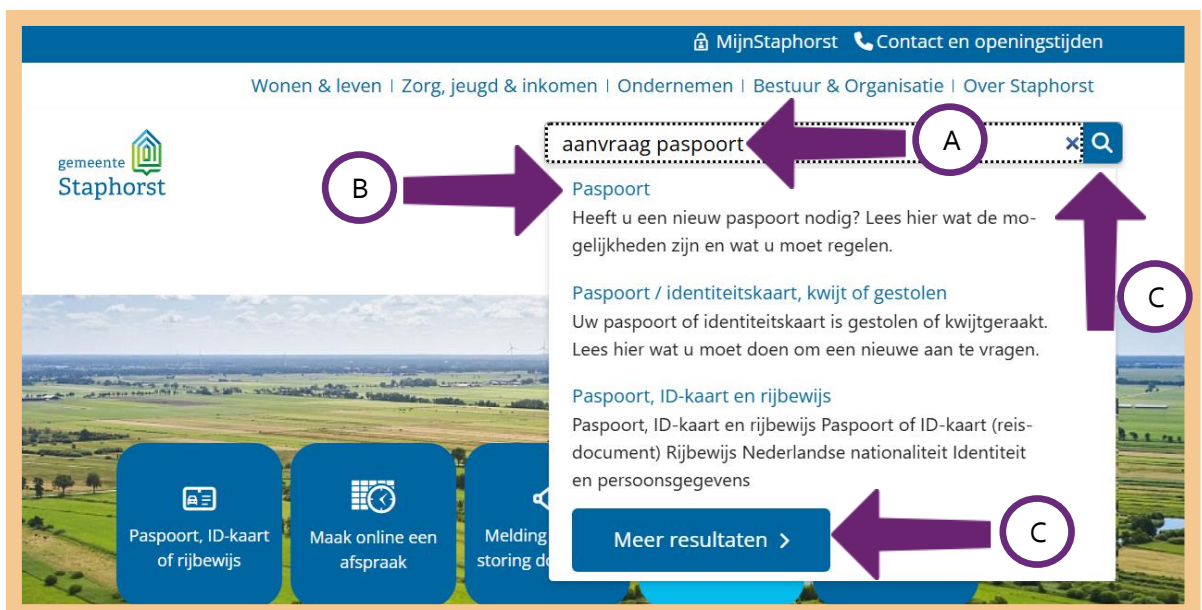 MijnStaphorst Contact en openingstijden
Wonen & leven | Zorg, jeugd & inkomen | Ondernemen | Bestuur & Organisatie | Over Staphorst
gemeente
Staphorst
aanvraag paspoort
A
B
Paspoort
Heeft u een nieuw paspoort nodig? Lees hier wat de mo-
gelijkheden zijn en wat u moet regelen.
C
Paspoort / identiteitskaart, kwijt of gestolen
Uw paspoort of identiteitskaart is gestolen of kwijtgeraakt.
Lees hier wat u moet doen om een nieuwe aan te vragen.
Paspoort, ID-kaart en rijbewijs
Paspoort, ID-kaart en rijbewijs Paspoort of ID-kaart (reis-
document) Rijbewijs Nederlandse nationaliteit Identiteit
en persoonsgegevens
Meer resultaten >
C
Paspoort, ID-kaart
of rijbewijs
Maak online een
afspraak
Melding
storing